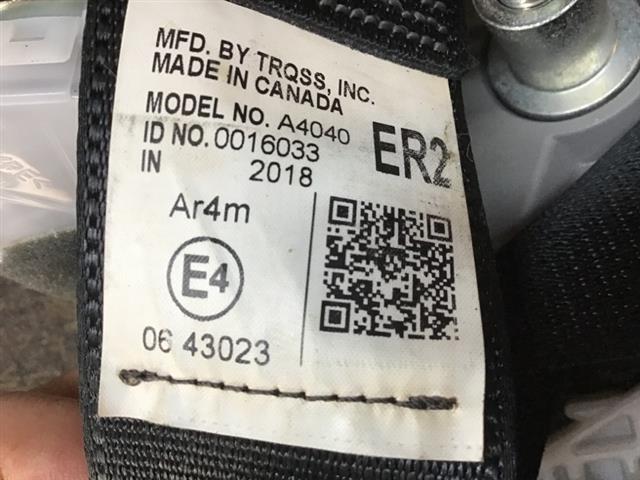 MFD. BY TRQSS, INC.
MADE IN CANADA
MODEL NO. A4040
ID NO. 0016033 ER2
IN 2018
Ar4m
E4
06 43023